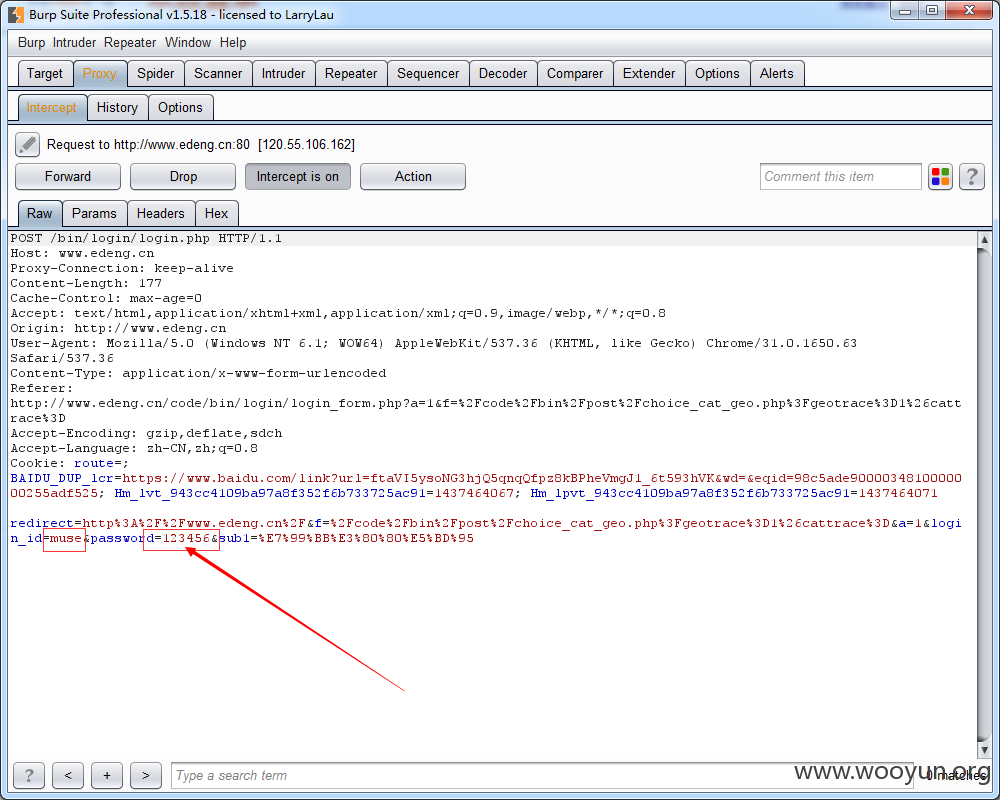 Burp Suite Professional v1.5.18 - licensed to LarryLau
Burp Intruder Repeater Window Help
Target Proxy Spider Scanner Intruder Repeater Sequencer Decoder Comparer Extender Options Alerts
Intercept History Options
Request to http://www.edeng.cn:80 [120.55.106.162]
Forward Drop Intercept is on Action Comment this item ?
Raw Params Headers Hex
POST /bin/login/login.php HTTP/1.1
Host: www.edeng.cn
Proxy-Connection: keep-alive
Content-Length: 177
Cache-Control: max-age=0
Accept: text/html,application/xhtml+xml,application/xml;q=0.9,image/webp,*/*;q=0.8
Origin: http://www.edeng.cn
User-Agent: Mozilla/5.0 (Windows NT 6.1; WOW64) AppleWebKit/537.36 (KHTML, like Gecko) Chrome/31.0.1650.63
Safari/537.36
Content-Type: application/x-www-form-urlencoded
Referer:
http://www.edeng.cn/code/bin/login/login_form.php?a=1&f=%2Fcode%2Fbin%2Fpost%2Fchoice_cat_geo.php%3Fgeotrace%3D1%26catt
race%3D
Accept-Encoding: gzip,deflate,sdch
Accept-Language: zh-CN,zh;q=0.8
Cookie: route=;
BAIDU_DUP_lcr=https://www.baidu.com/link?url=ftaVI5ysoNG3hjQ5qnqQfpz8kBPheVmgJ1_6t593hVK&wd=&eqid=98c5ade90000348100000
00255adf525; Hm_lvt_943cc4109ba97a8f352f6b733725ac91=1437464067; Hm_lpvt_943cc4109ba97a8f352f6b733725ac91=1437464071
redirect=http%3A%2F%2Fwww.edeng.cn%2F&f=%2Fcode%2Fbin%2Fpost%2Fchoice_cat_geo.php%3Fgeotrace%3D1%26cattrace%3D&a=1&logi
n_id=muse&password=123456&sub1=%E7%99%BB%E3%80%80%E5%BD%95
? < + > Type a search term 0 matches
www.wooyun.org